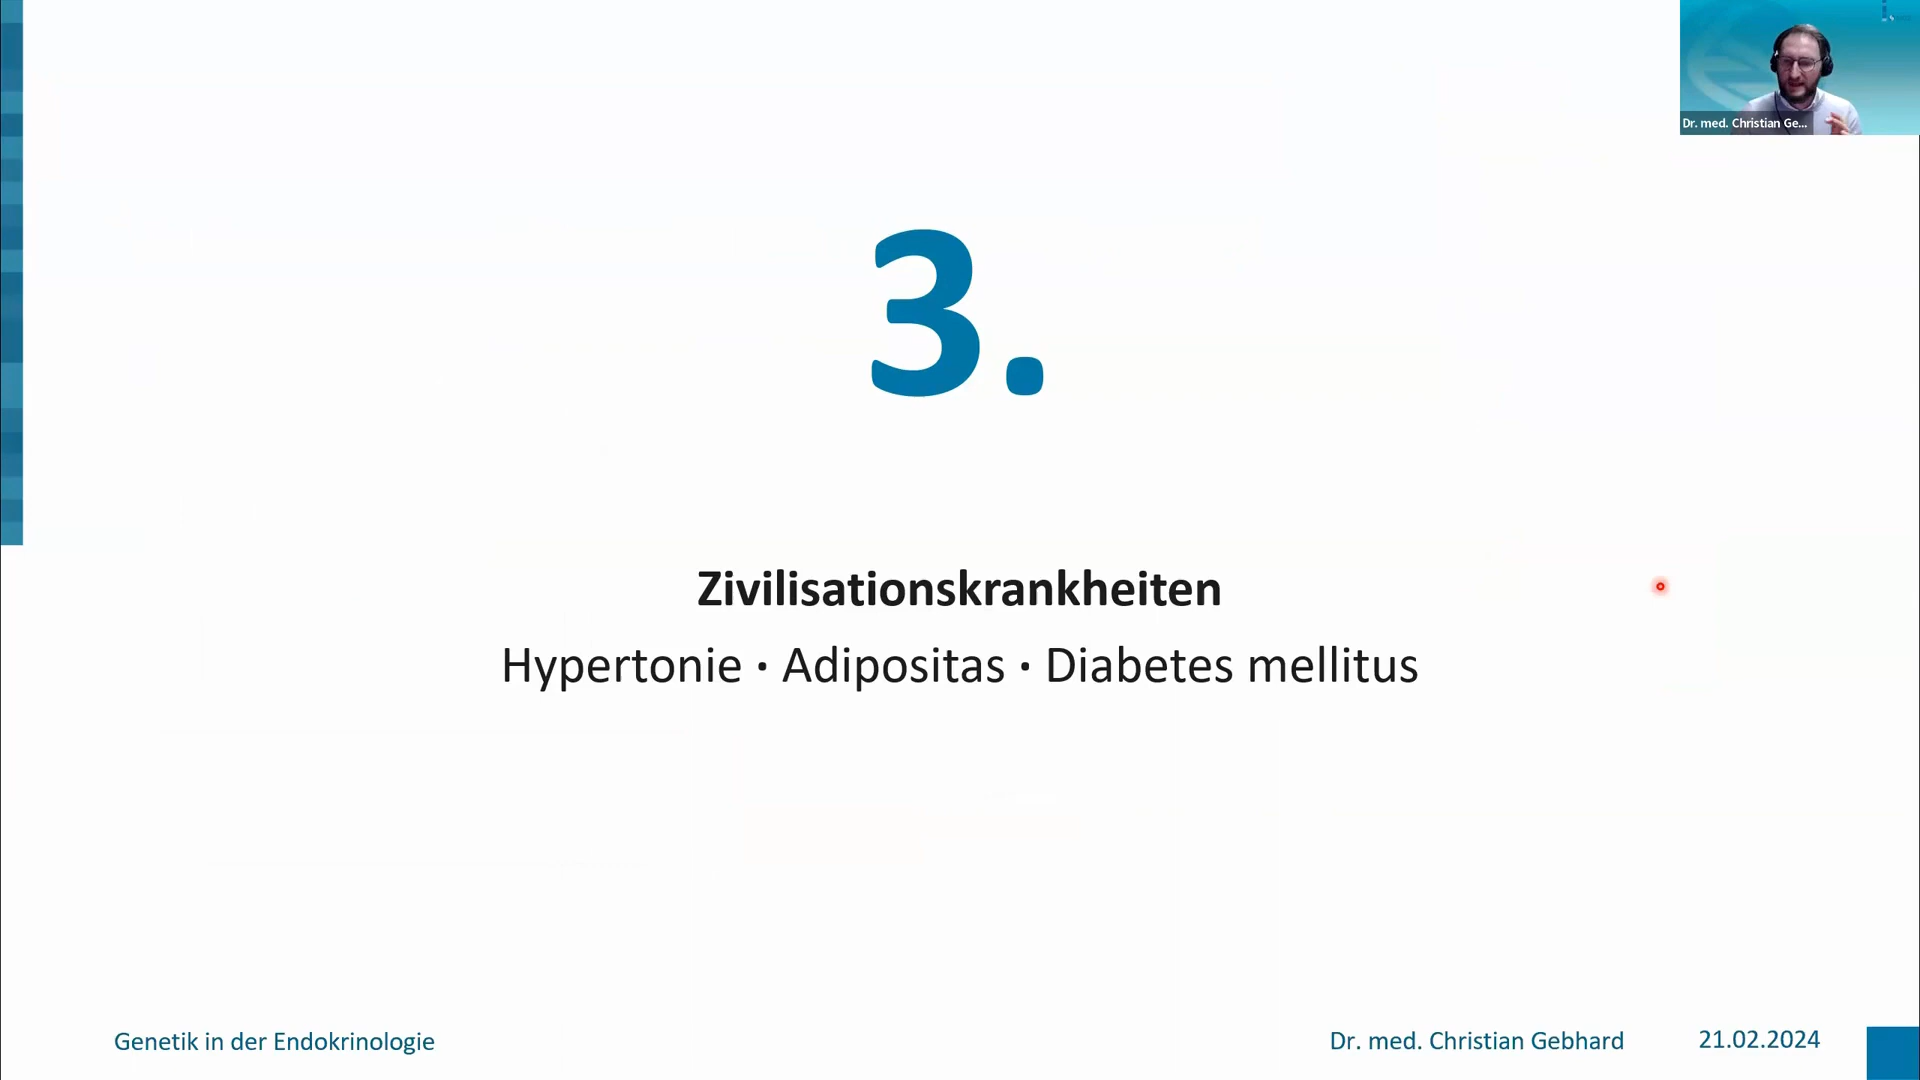 Dr. med. Christian Ge...
3.
Zivilisationskrankheiten
Hypertonie · Adipositas · Diabetes mellitus
Genetik in der Endokrinologie
Dr. med. Christian Gebhard
21.02.2024